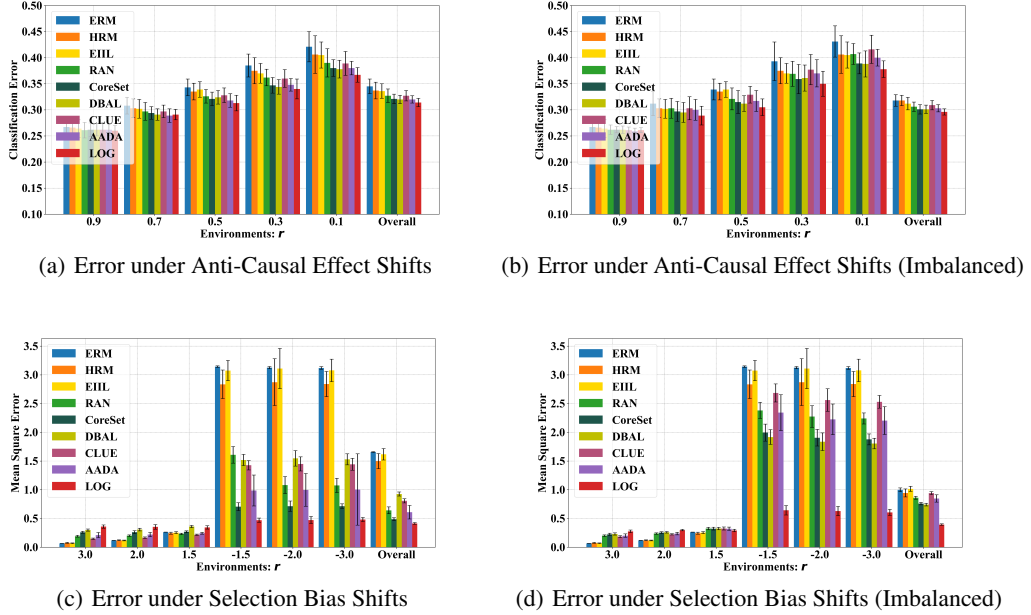 0.50
0.45
0.40
0.35
0.30
0.25
0.20
0.15
0.10
Classification Error
ERM
HRM
EIIL
RAN
CoreSet
DBAL
CLUE
AADA
LOG
0.9 0.7 0.5 0.3 0.1 Overall
Environments: r
(a) Error under Anti-Causal Effect Shifts
0.50
0.45
0.40
0.35
0.30
0.25
0.20
0.15
0.10
Classification Error
ERM
HRM
EIIL
RAN
CoreSet
DBAL
CLUE
AADA
LOG
0.9 0.7 0.5 0.3 0.1 Overall
Environments: r
(b) Error under Anti-Causal Effect Shifts (Imbalanced)
3.5
3.0
2.5
2.0
1.5
1.0
0.5
0.0
Mean Square Error
ERM
HRM
EIIL
RAN
CoreSet
DBAL
CLUE
AADA
LOG
3.0 2.0 1.5 -1.5 -2.0 -3.0 Overall
Environments: r
(c) Error under Selection Bias Shifts
3.5
3.0
2.5
2.0
1.5
1.0
0.5
0.0
Mean Square Error
ERM
HRM
EIIL
RAN
CoreSet
DBAL
CLUE
AADA
LOG
3.0 2.0 1.5 -1.5 -2.0 -3.0 Overall
Environments: r
(d) Error under Selection Bias Shifts (Imbalanced)